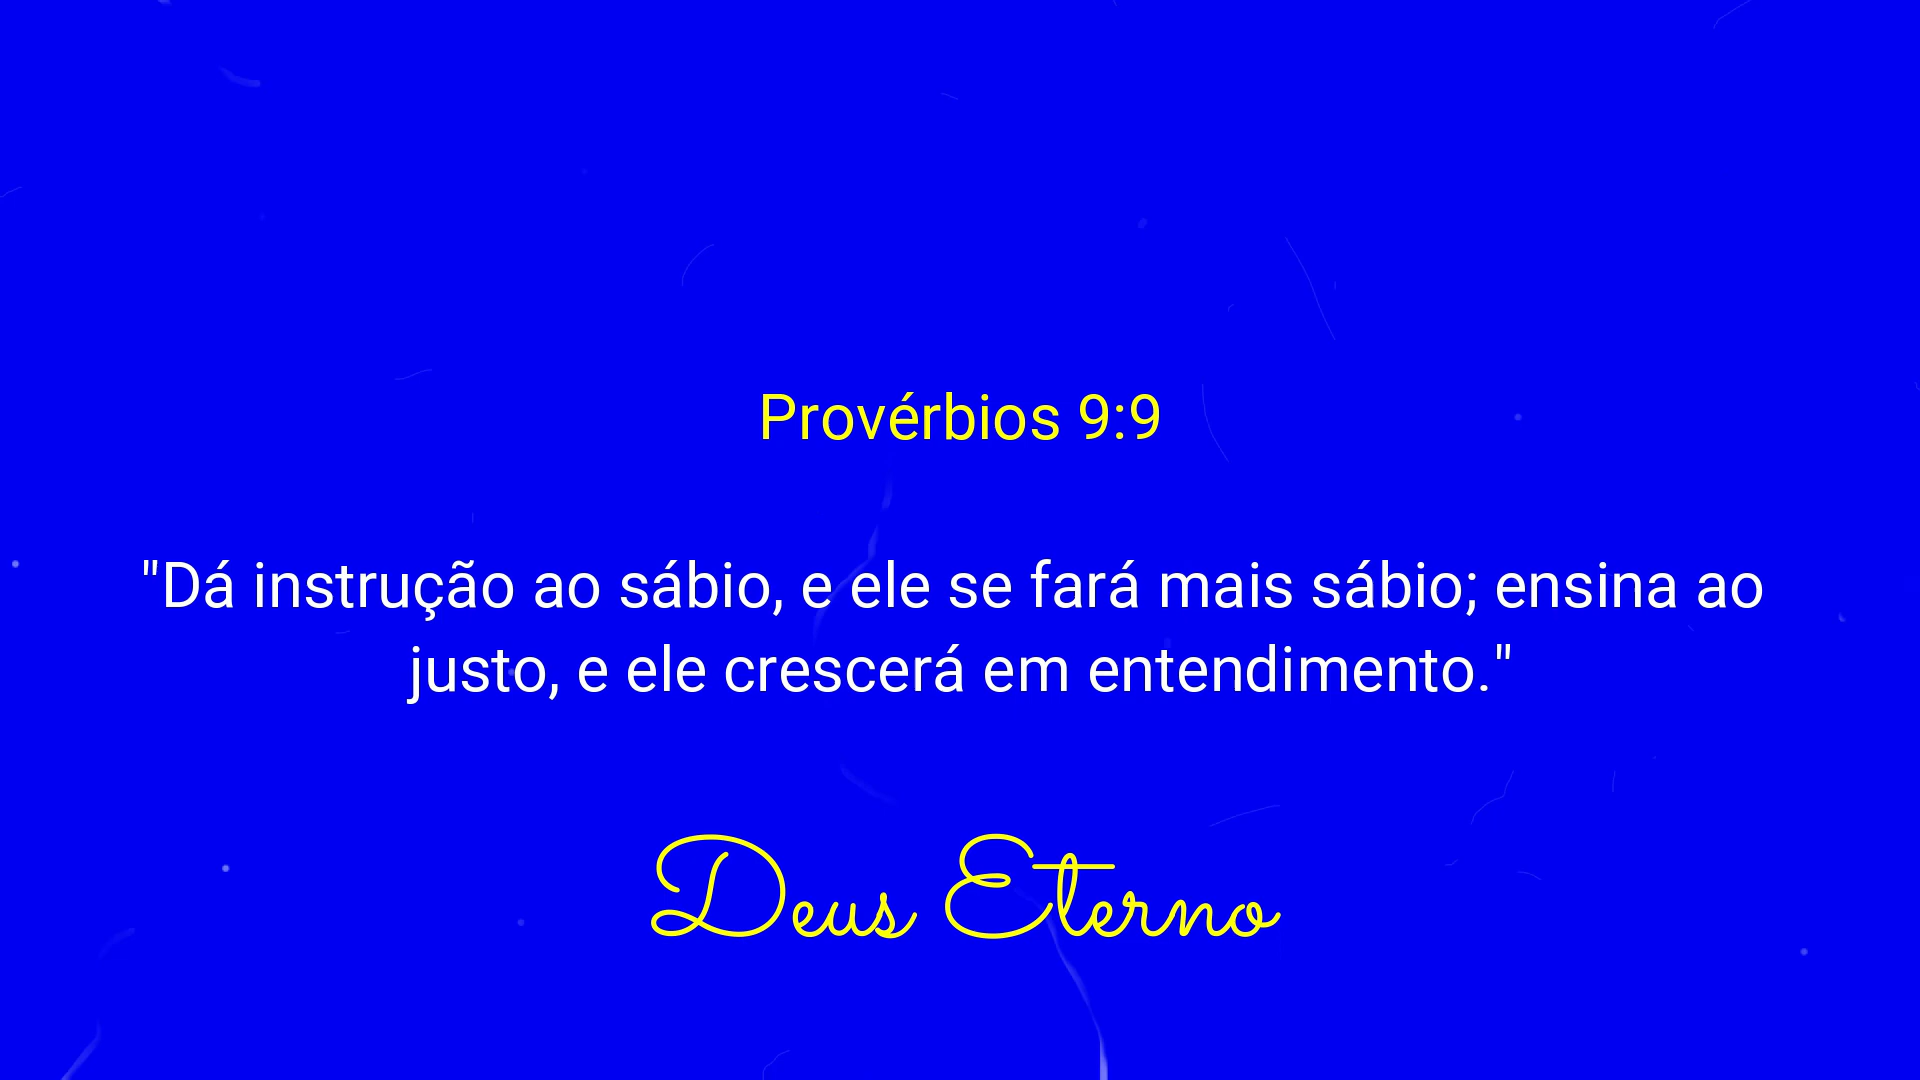 Provérbios 9:9
"Dá instrução ao sábio, e ele se fará mais sábio; ensina ao
justo, e ele crescerá em entendimento."
Deus Eterno